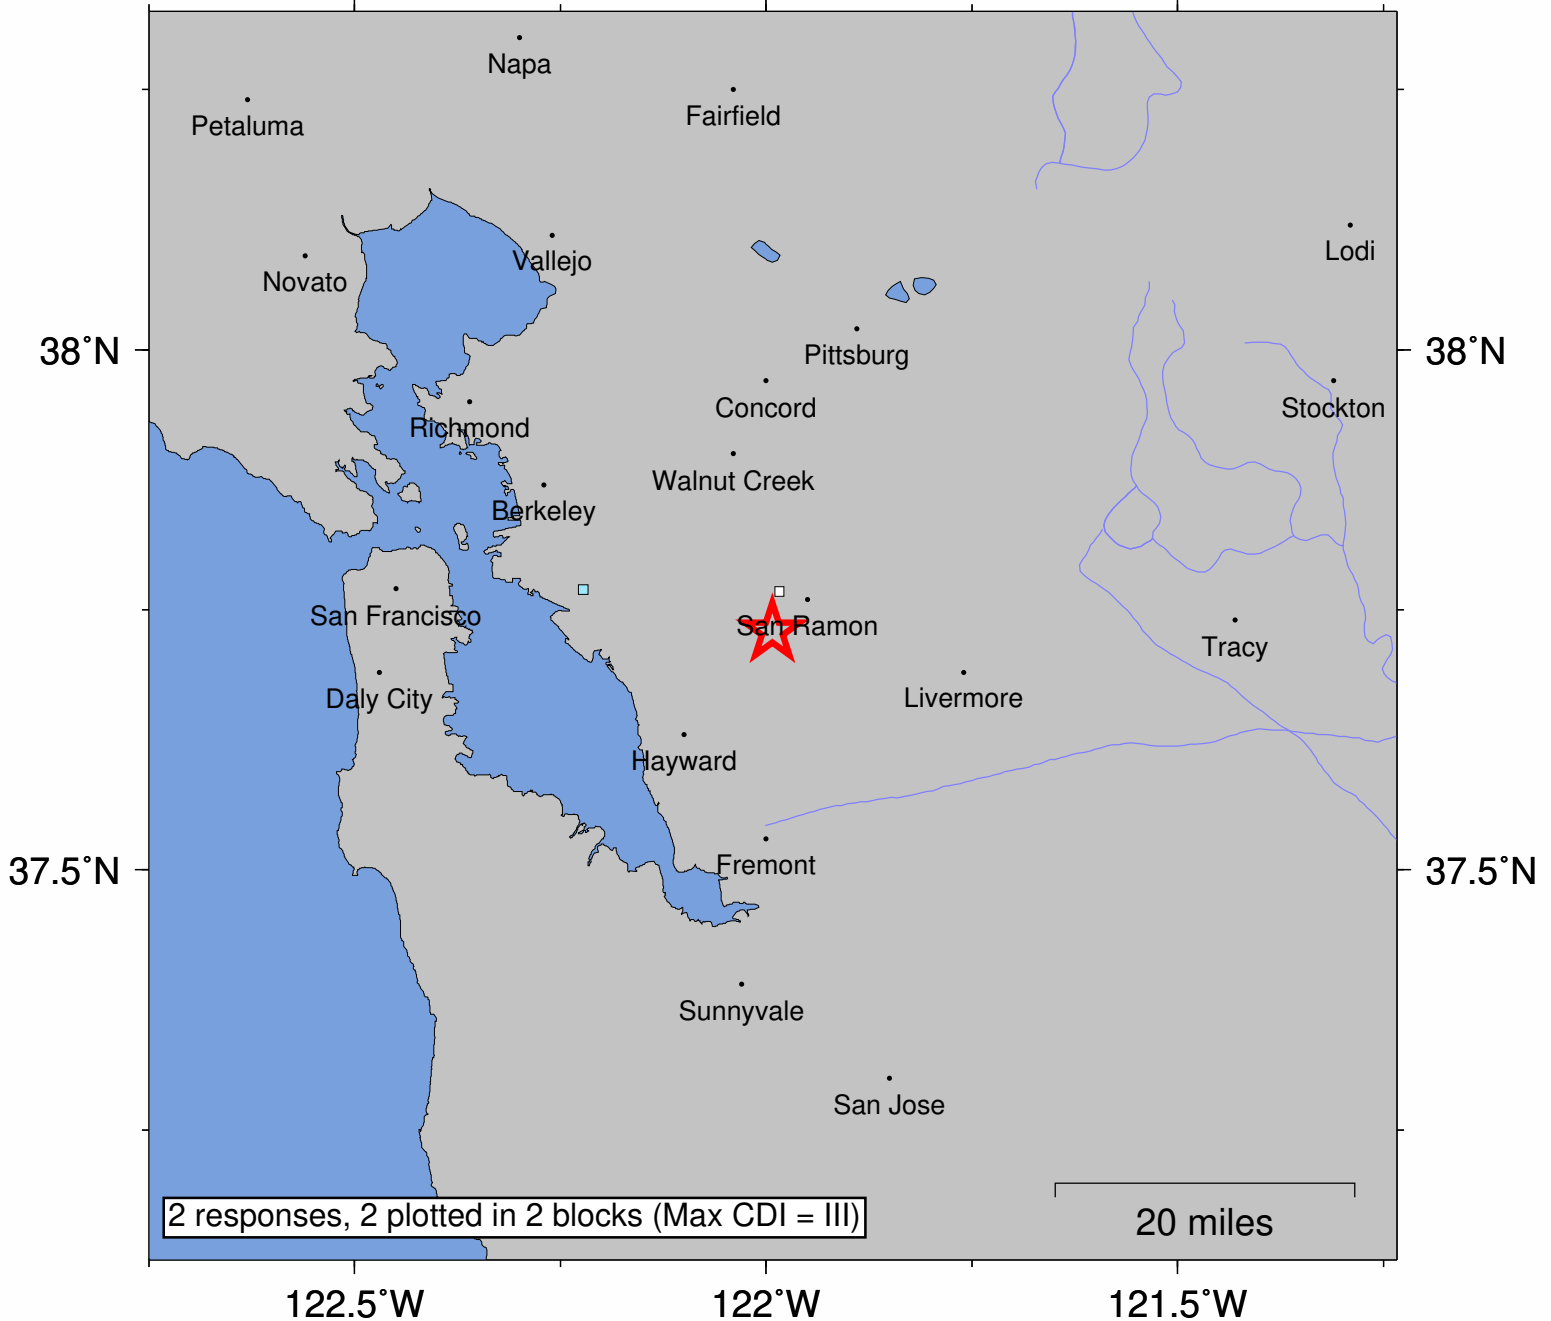 Napa
Petaluma
Fairfield
Vallejo
Lodi
Novato
38°N
38°N
Pittsburg
Concord
Stockton
Richmond
Walnut Creek
Berkeley
San Francisco
San Ramon
Tracy
Daly City
Livermore
Hayward
Fremont
37.5°N
37.5°N
Sunnyvale
San Jose
2 responses, 2 plotted in 2 blocks (Max CDI = III)
20 miles
122.5°W
122°W
121.5°W